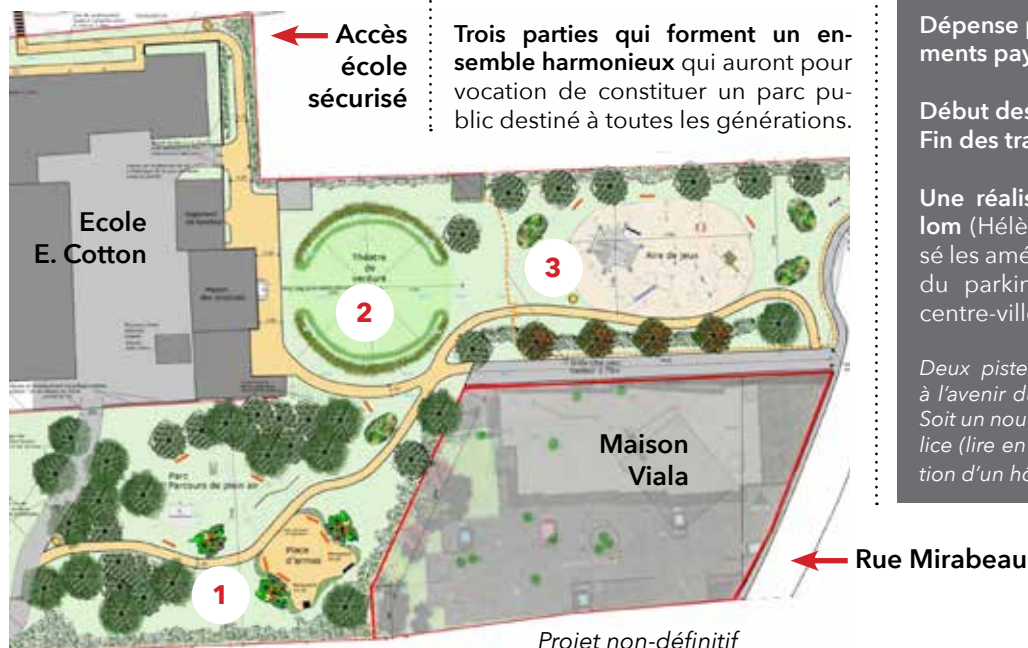 Accès
école
sécurisé
Trois parties qui forment un en-
semble harmonieux qui auront pour
vocation de constituer un parc pu-
blic destiné à toutes les générations.
Ecole
E. Cotton
Théatre
de
verdure
2
3
Aire de jeux
Maison
Viala
Parc
Parcours de plein air
Place
d'armes
1
Rue Mirabeau
Projet non-définitif
Dépense p
ments pay
Début des
Fin des tra
Une réalis
lom (Hélè
sé les amé
du parkin
centre-ville
Deux piste
à l'avenir du
Soit un nou
lice (lire en
tion d'un hô